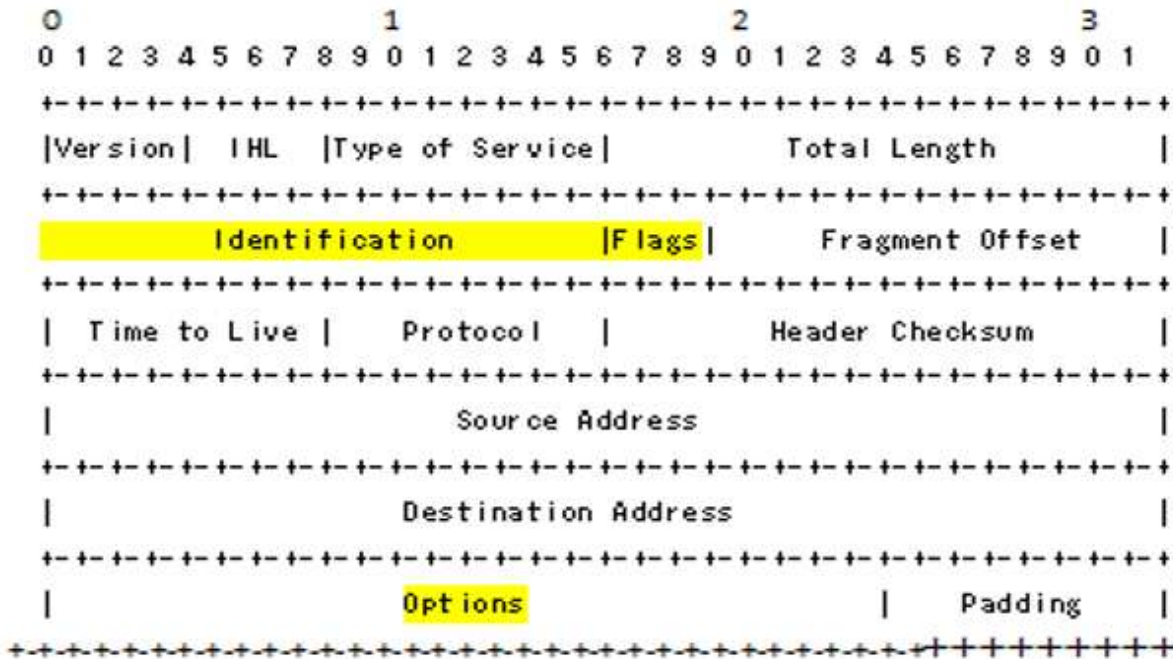 0 1 2 3
0 1 2 3 4 5 6 7 8 9 0 1 2 3 4 5 6 7 8 9 0 1 2 3 4 5 6 7 8 9 0 1
+-+-+-+-+-+-+-+-+-+-+-+-+-+-+-+-+-+-+-+-+-+-+-+-+-+-+-+-+-+-+-+-+
|Version| IHL |Type of Service| Total Length |
+-+-+-+-+-+-+-+-+-+-+-+-+-+-+-+-+-+-+-+-+-+-+-+-+-+-+-+-+-+-+-+-+
Identification |Flags| Fragment Offset |
+-+-+-+-+-+-+-+-+-+-+-+-+-+-+-+-+-+-+-+-+-+-+-+-+-+-+-+-+-+-+-+-+
| Time to Live | Protocol | Header Checksum |
+-+-+-+-+-+-+-+-+-+-+-+-+-+-+-+-+-+-+-+-+-+-+-+-+-+-+-+-+-+-+-+-+
| Source Address |
+-+-+-+-+-+-+-+-+-+-+-+-+-+-+-+-+-+-+-+-+-+-+-+-+-+-+-+-+-+-+-+-+
| Destination Address |
+-+-+-+-+-+-+-+-+-+-+-+-+-+-+-+-+-+-+-+-+-+-+-+-+-+-+-+-+-+-+-+-+
| Options | Padding |
+-+-+-+-+-+-+-+-+-+-+-+-+-+-+-+-+-+-+-+-+-+-+-+-+-+-+-++++++++